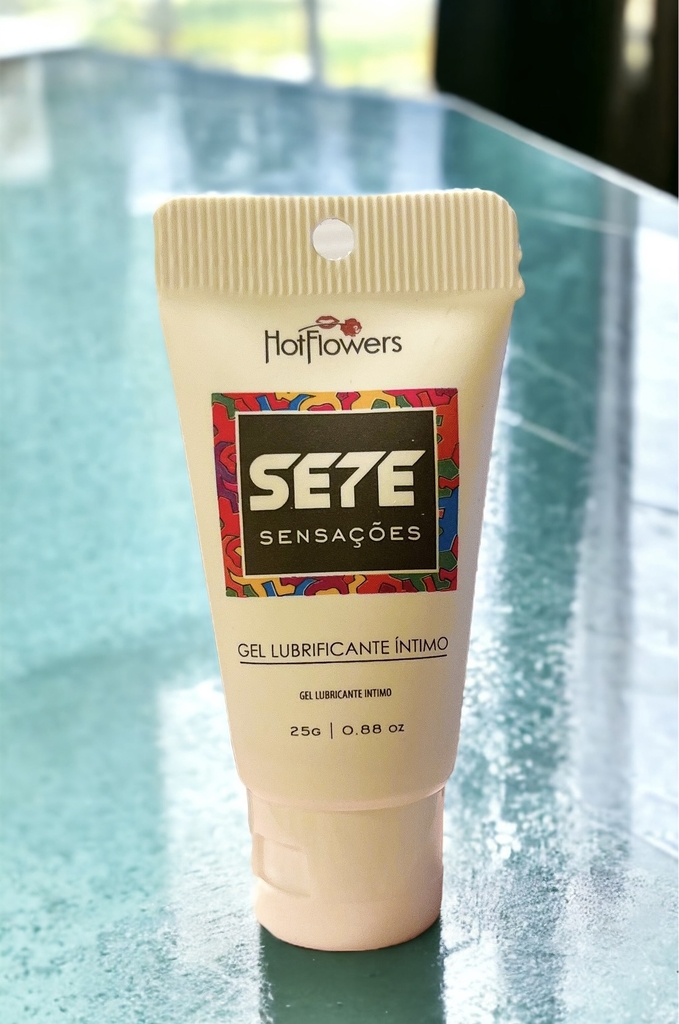 HotFlowers
SE7E
SENSAÇÕES
GEL LUBRIFICANTE ÍNTIMO
GEL LUBRICANTE INTIMO
25G | 0.88 OZ